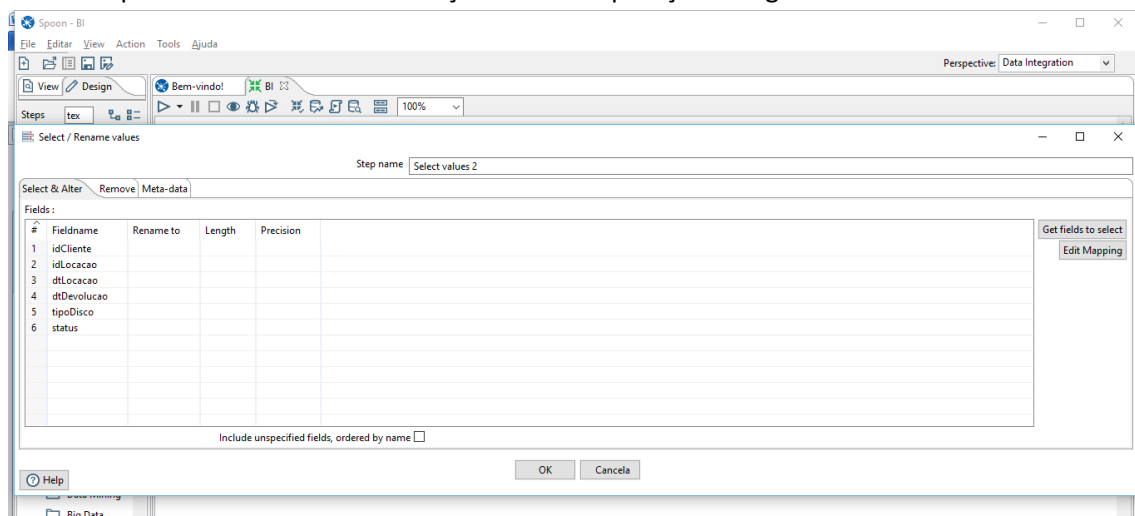 Spoon - BI
File Editar View Action Tools Ajuda
Perspective: Data Integration
View Design Bem-vindo! BI
Steps tex 100%
Select / Rename values
Step name Select values 2
Select & Alter Remove Meta-data
Fields :
# Fieldname Rename to Length Precision
Get fields to select
1 idCliente
Edit Mapping
2 idLocacao
3 dtLocacao
4 dtDevolucao
5 tipoDisco
6 status
Include unspecified fields, ordered by name
OK Cancela
Help
Data Mining
Big Data